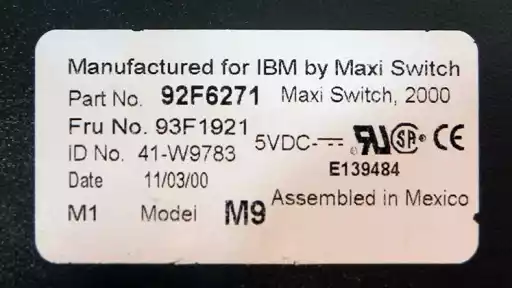 Manufactured for IBM by Maxi Switch
Part No. 92F6271 Maxi Switch, 2000
Fru No. 93F1921
ID No. 41-W9783 5VDC
E139484
Date 11/03/00
Assembled in Mexico
M1 Model M9